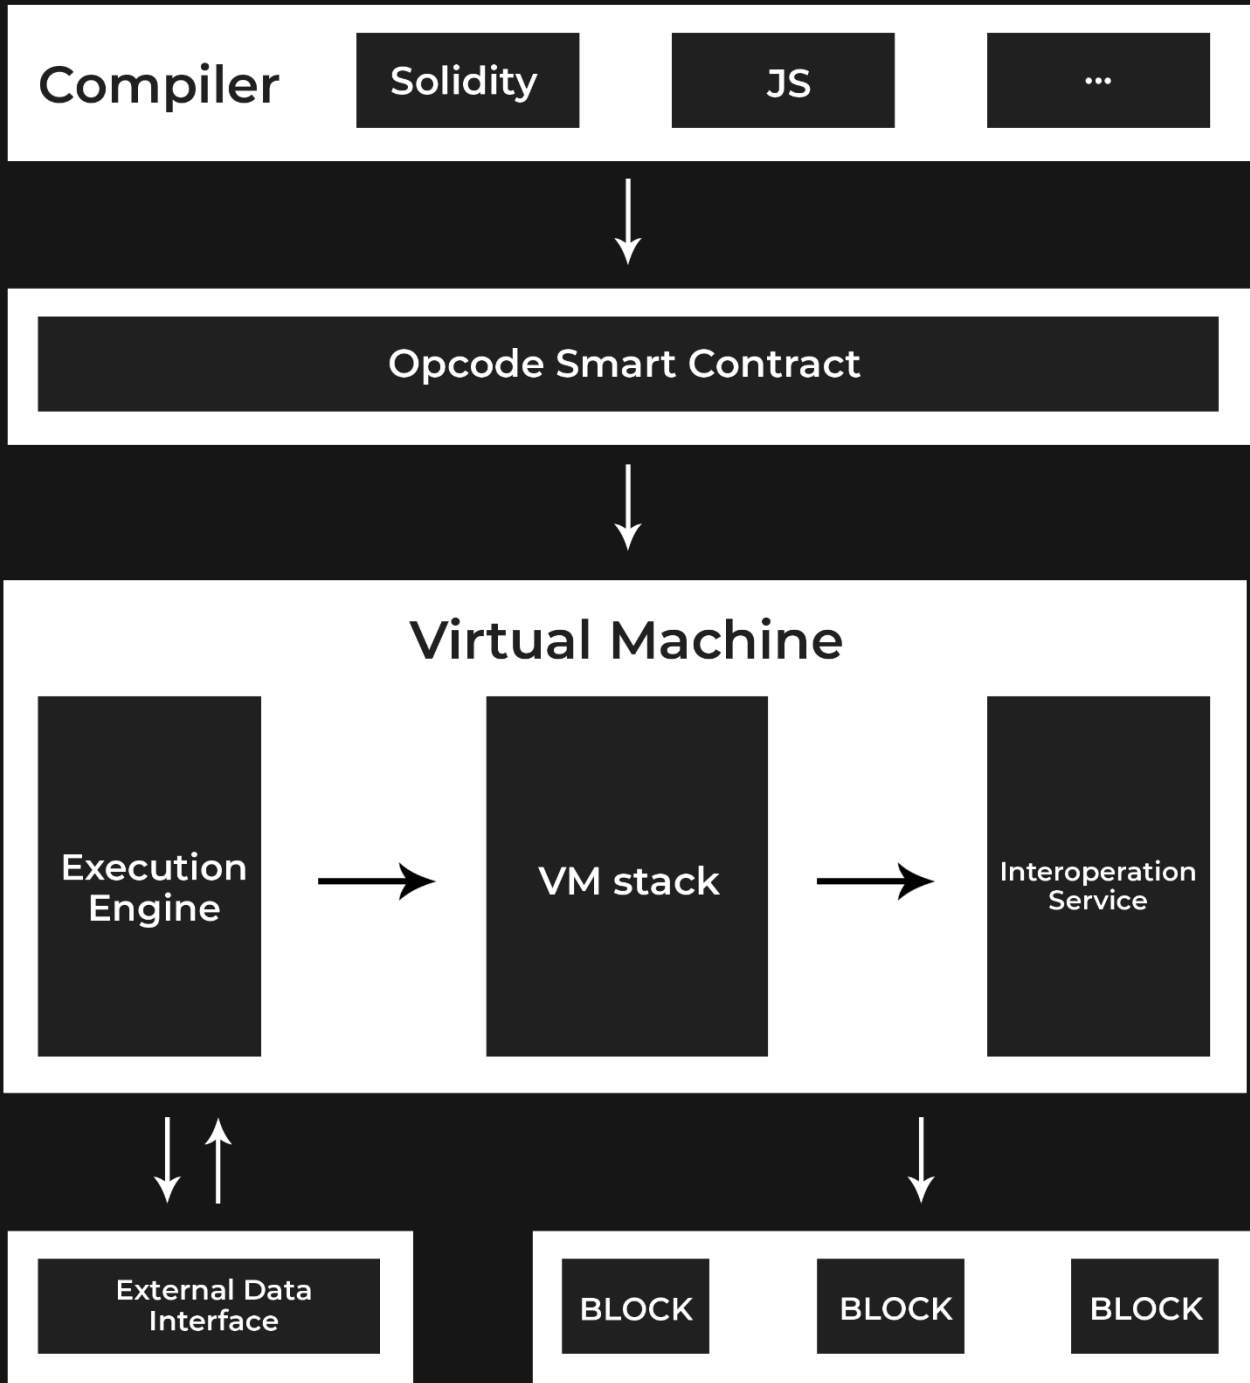 Compiler
Solidity
JS
...
Opcode Smart Contract
Virtual Machine
Execution
Engine
VM stack
Interoperation
Service
External Data
Interface
BLOCK
BLOCK
BLOCK